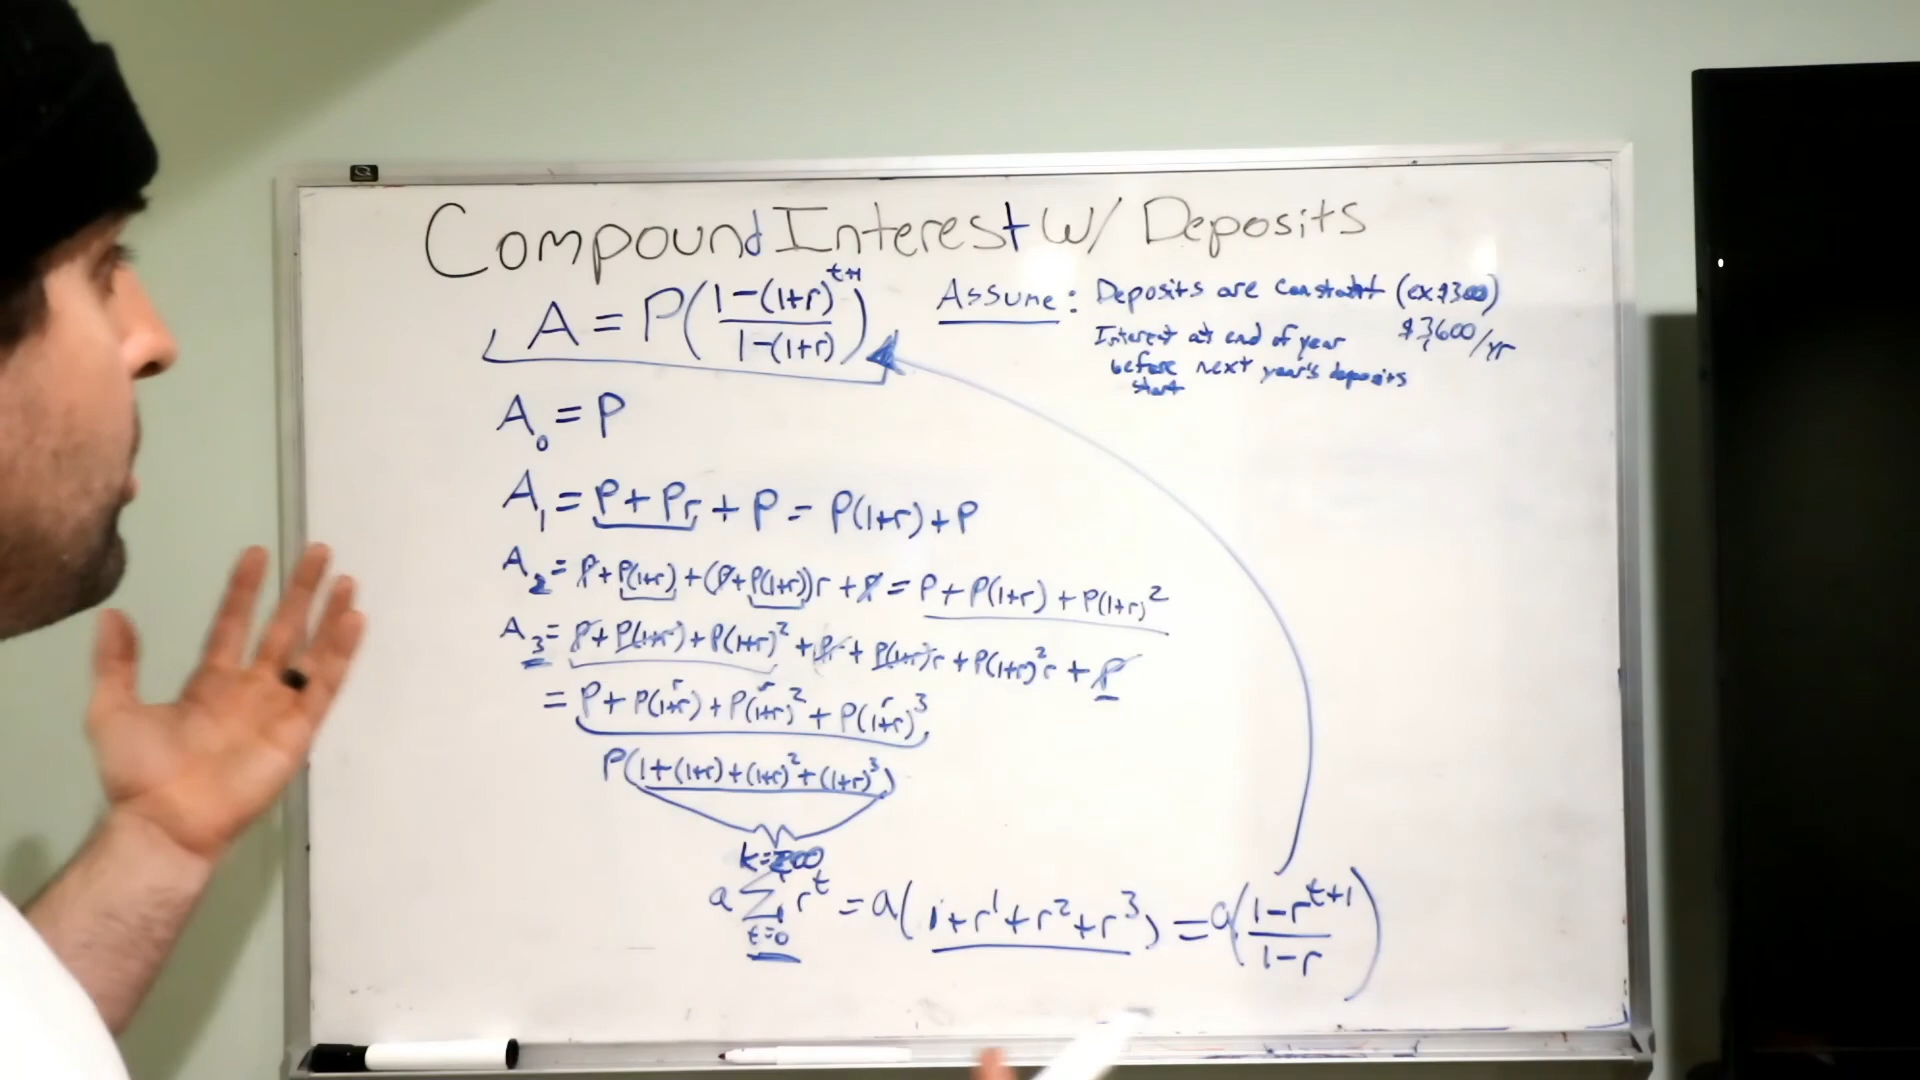 Compound Interest w/ Deposits
A = P((1-(1+r)^t+1)/(1-(1+r)))
Assume: Deposits are constant (ex $300)
$3600/yr
Interest at end of year
before next year's deposits
start
A₀ = P
A₁ = P + Pr + P = P(1+r) + P
A₂ = P + P(1+r) + (P + P(1+r))r + P = P + P(1+r) + P(1+r)²
A₃ = P + P(1+r) + P(1+r)² + Pr + P(1+r)r + P(1+r)²r + P
= P + P(1+r) + P(1+r)² + P(1+r)³
r r r
P(1+(1+r)+(1+r)²+(1+r)³)
a Σ t=0 r^t = a(1+r¹+r²+r³) = a((1-r^t+1)/(1-r))